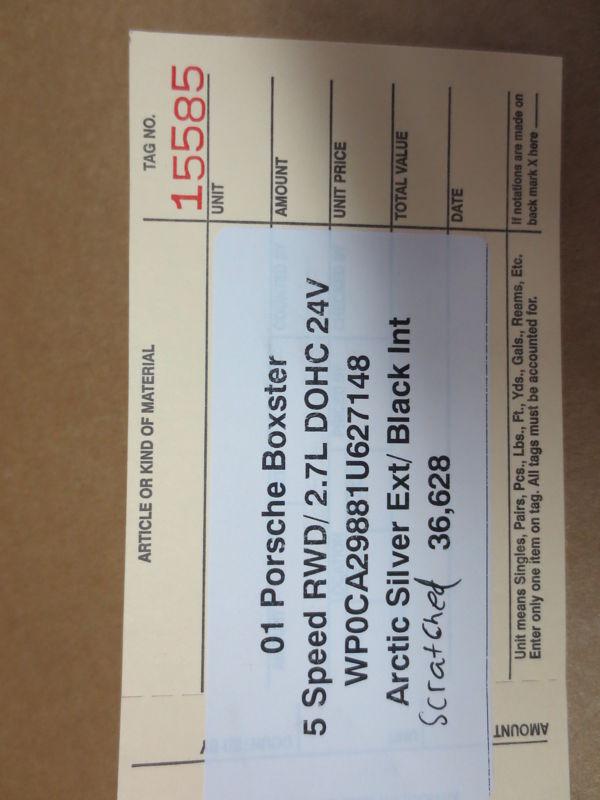 TAG NO.
15585
ARTICLE OR KIND OF MATERIAL
UNIT
AMOUNT
UNIT PRICE
TOTAL VALUE
DATE
01 Porsche Boxster
5 Speed RWD/ 2.7L DOHC 24V
WP0CA29881U627148
Arctic Silver Ext/ Black Int
Scratched 36,628
Unit means Singles, Pairs, Pcs., Lbs., Ft., Yds., Gals., Reams, Etc.
Enter only one item on tag. All tags must be accounted for.
If notations are made on
back mark X here
AMOUNT